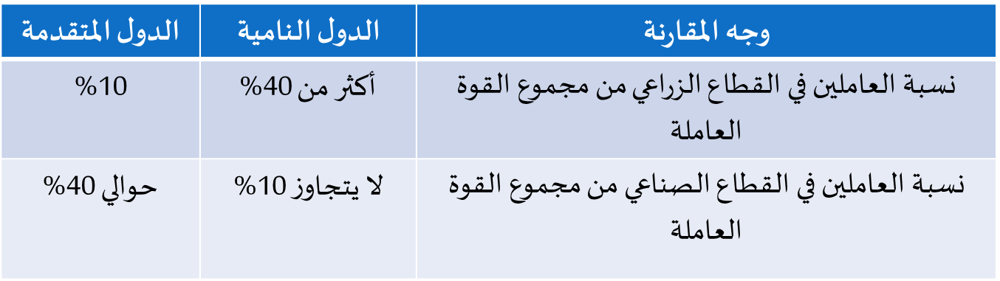 وجه المقارنة
الدول النامية
الدول المتقدمة
نسبة العاملين في القطاع الزراعي من مجموع القوة
العاملة
أكثر من 40%
10%
نسبة العاملين في القطاع الصناعي من مجموع القوة
العاملة
لا يتجاوز 10%
حوالي 40%